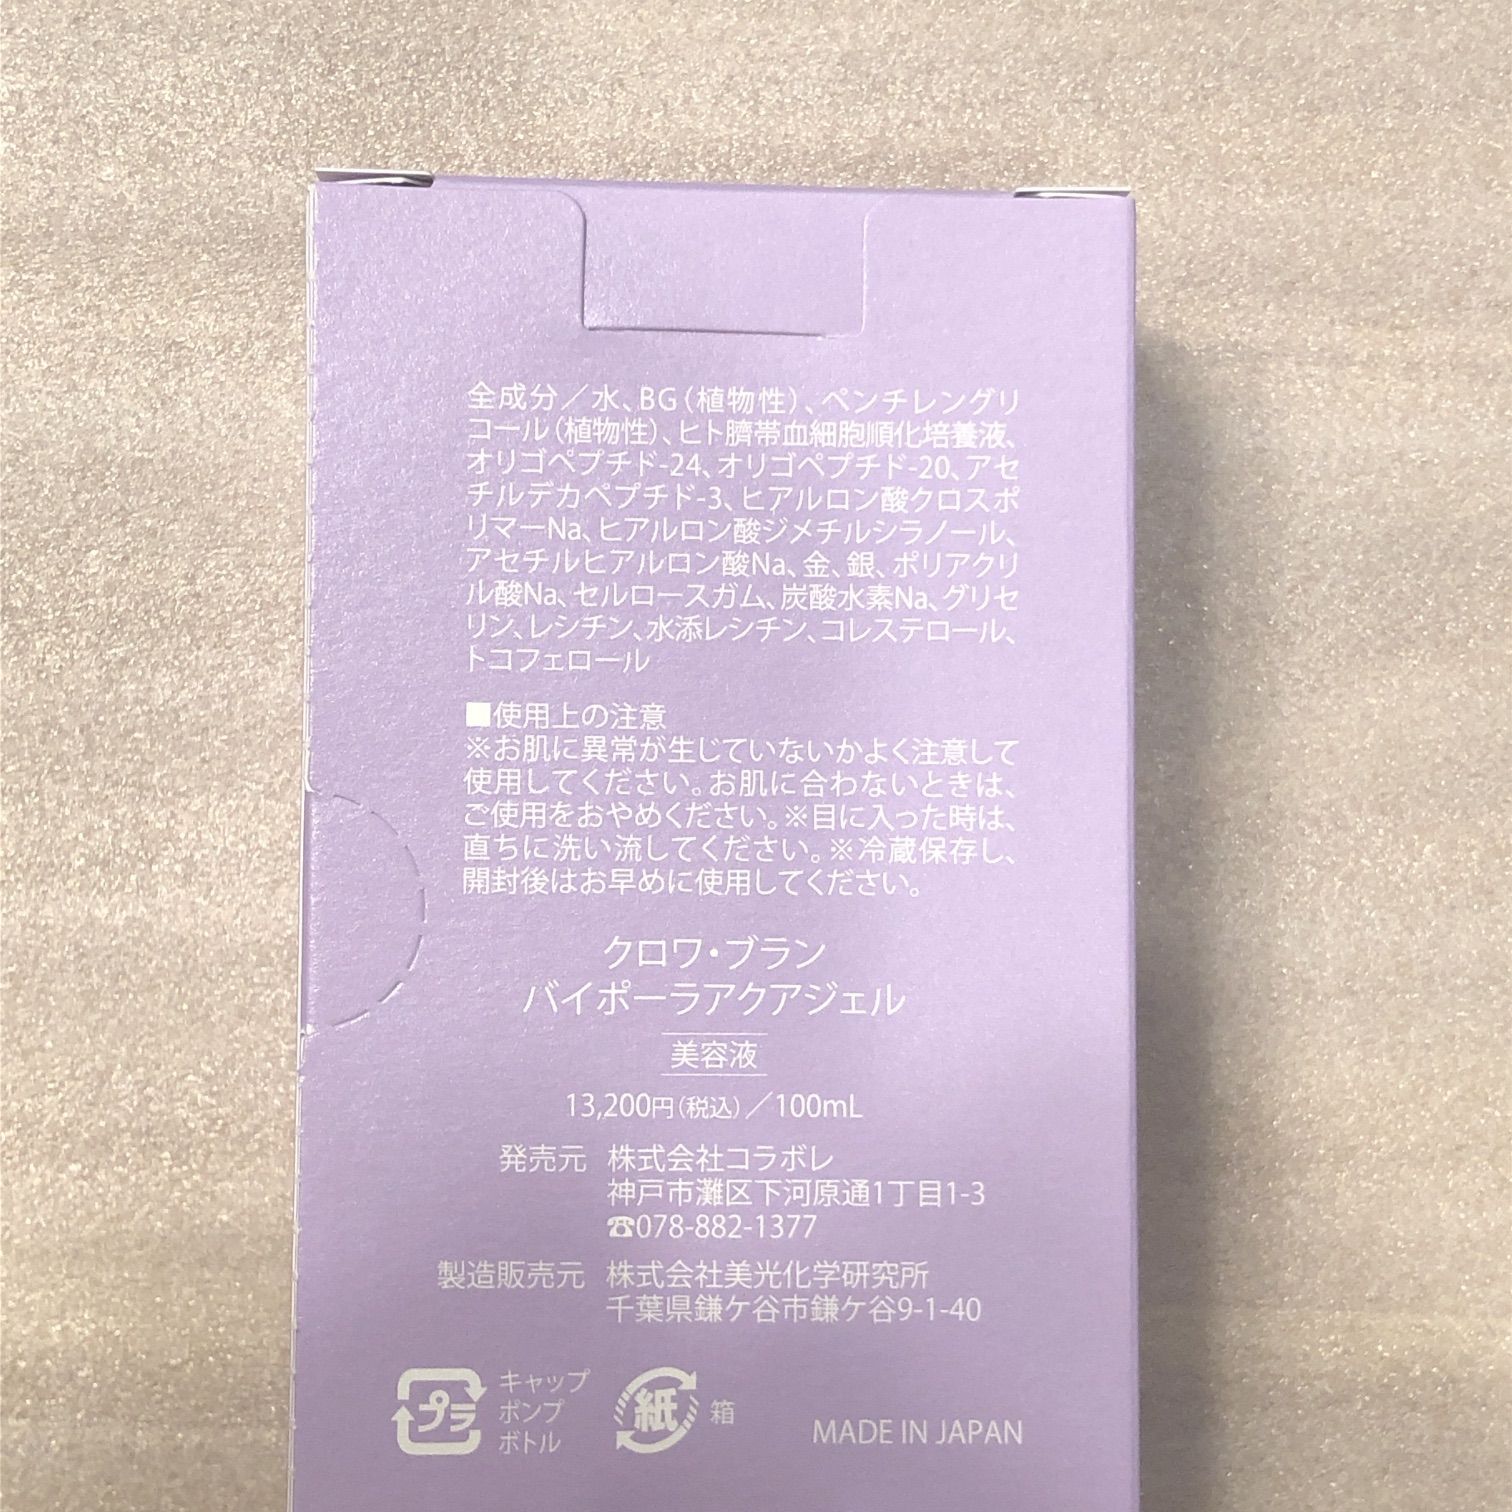 全成分／水、BG（植物性）、ペンチレングリ
コール（植物性）、ヒト臍帯血細胞順化培養液、
オリゴペプチド-24、オリゴペプチド-20、アセ
チルデカペプチド-3、ヒアルロン酸クロスポ
リマーNa、ヒアルロン酸ジメチルシラノール、
アセチルヒアルロン酸Na、金、銀、ポリアクリ
ル酸Na、セルロースガム、炭酸水素Na、グリセ
リン、レシチン、水添レシチン、コレステロール、
トコフェロール
■使用上の注意
※お肌に異常が生じていないかよく注意して
使用してください。お肌に合わないときは、
ご使用をおやめください。※目に入った時は、
直ちに洗い流してください。※冷蔵保存し、
開封後はお早めに使用してください。
クロワ・ブラン
バイポーラアクアジェル
美容液
13,200円（税込）／100mL
発売元 株式会社コラボレ
神戸市灘区下河原通1丁目1-3
☎078-882-1377
製造販売元 株式会社美光化学研究所
千葉県鎌ケ谷市鎌ケ谷9-1-40
プラ キャップ
ポンプ
ボトル
紙 箱
MADE IN JAPAN